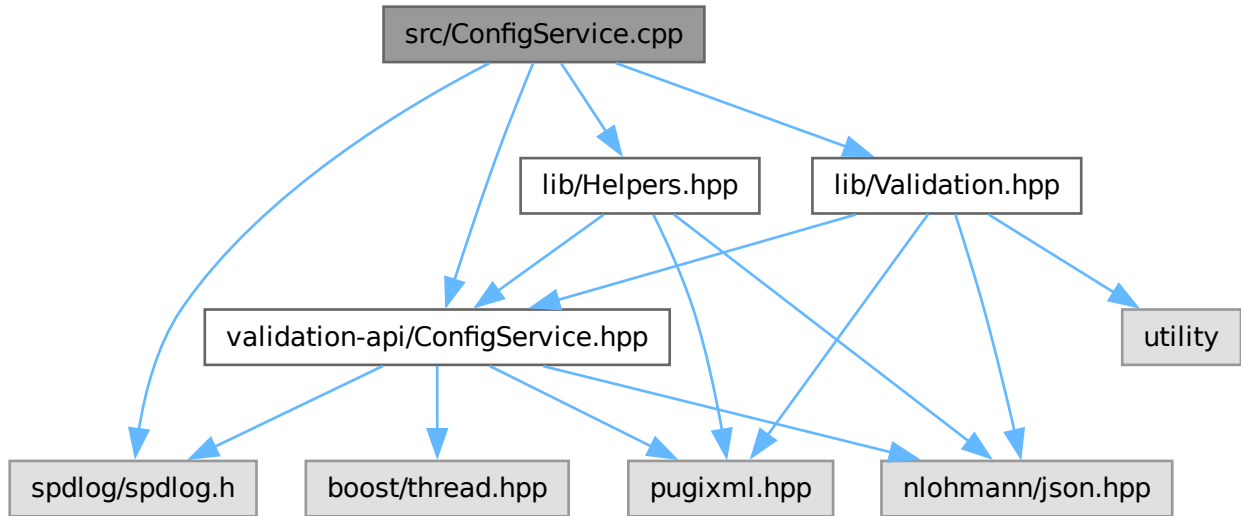 src/ConfigService.cpp
lib/Helpers.hpp
lib/Validation.hpp
validation-api/ConfigService.hpp
utility
spdlog/spdlog.h
boost/thread.hpp
pugixml.hpp
nlohmann/json.hpp